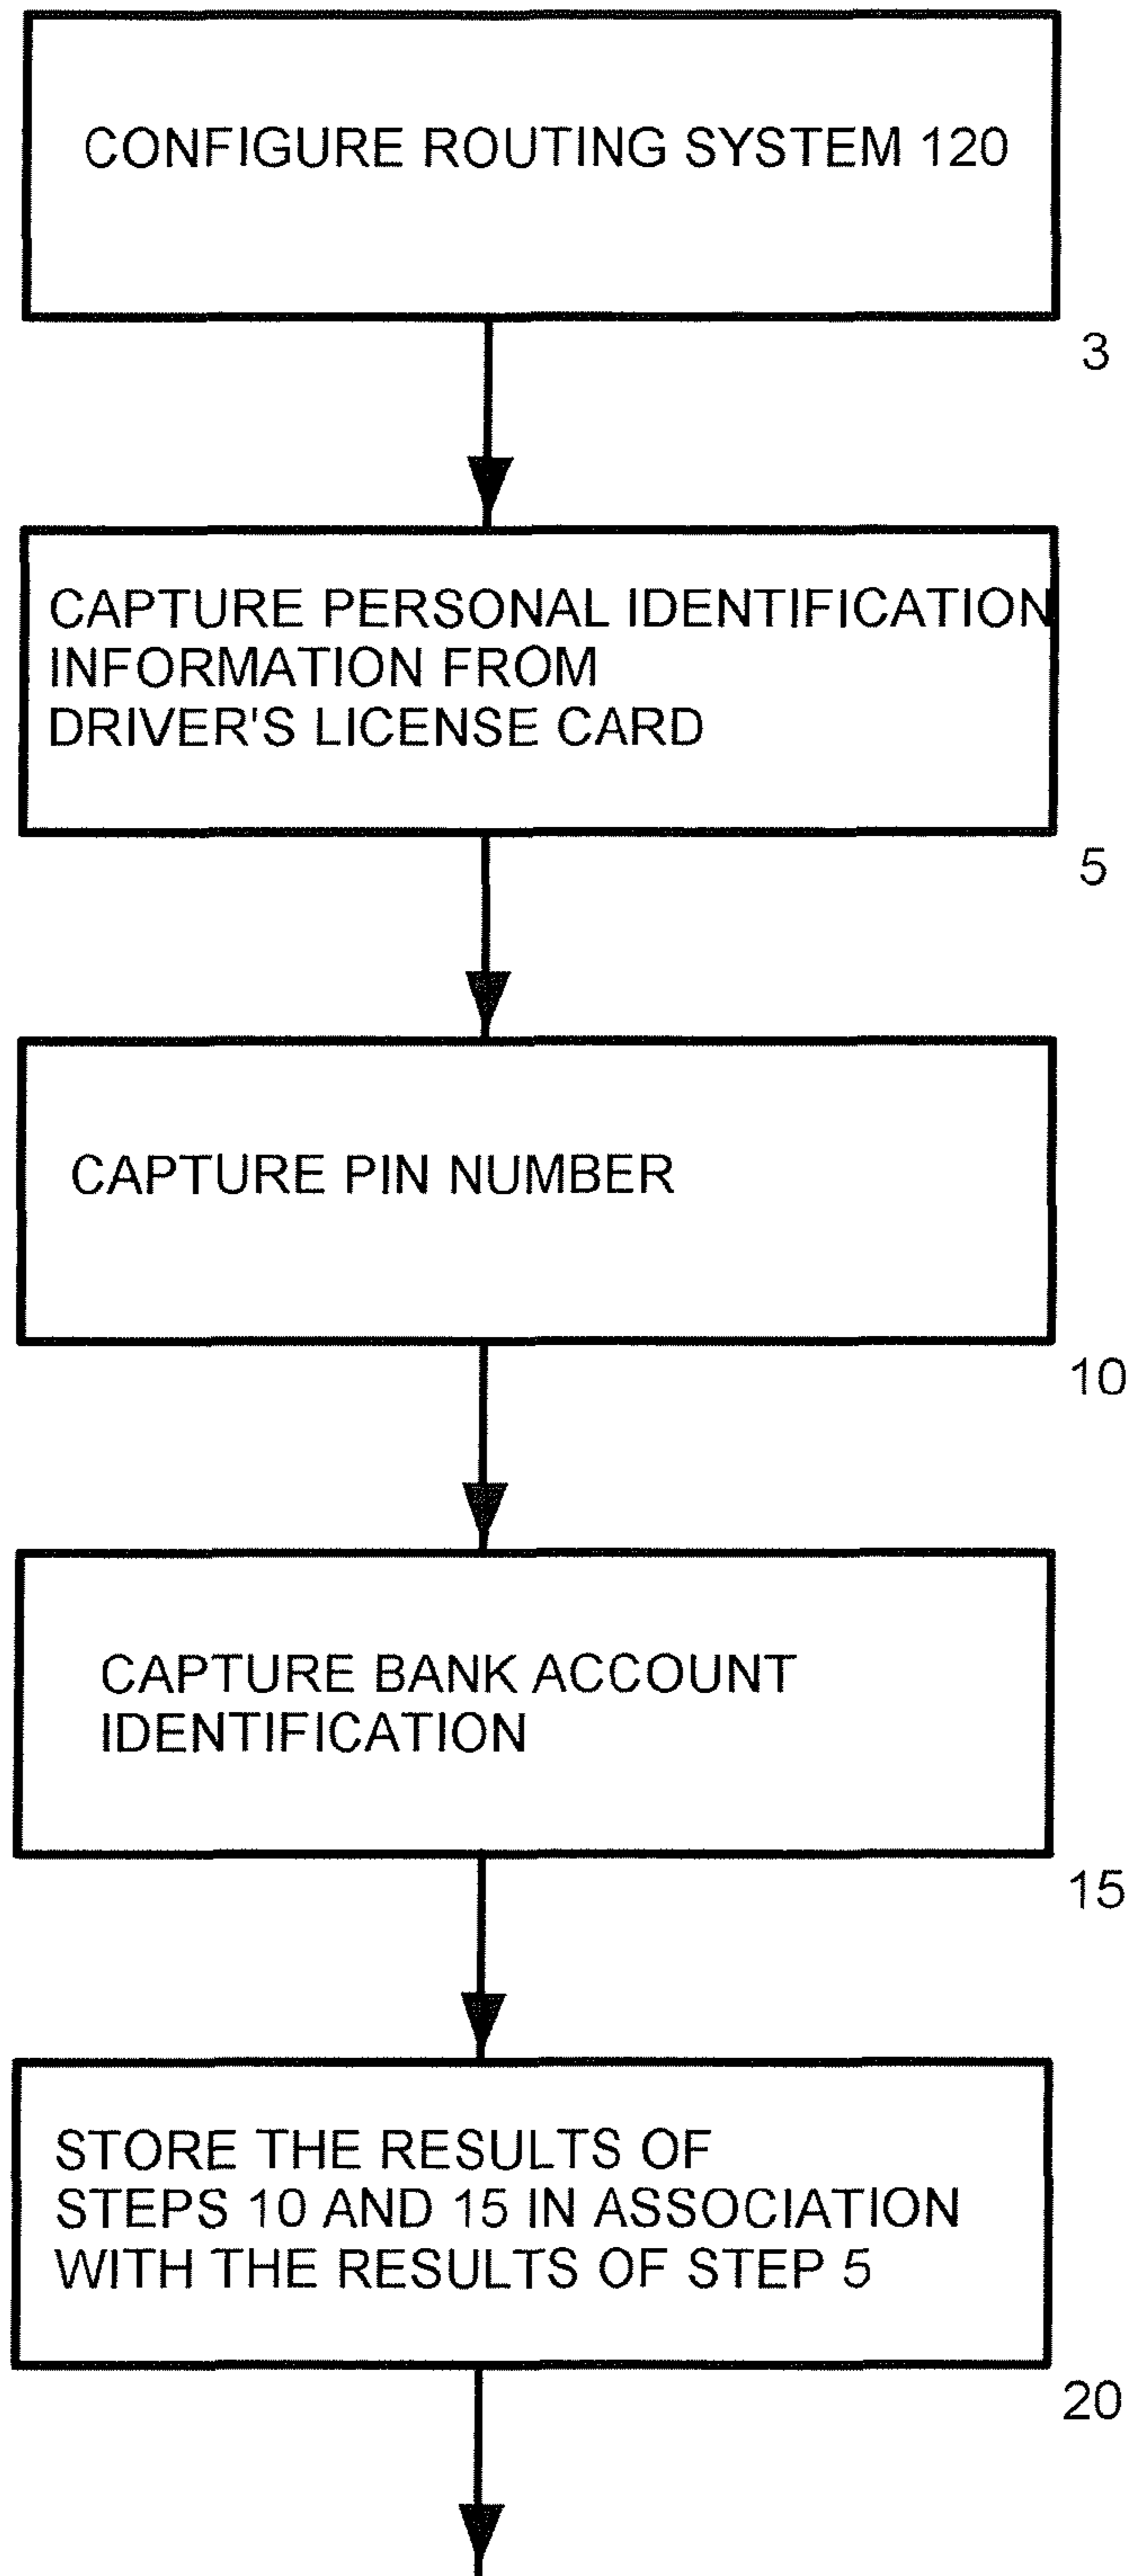 CONFIGURE ROUTING SYSTEM 120
3
CAPTURE PERSONAL IDENTIFICATION
INFORMATION FROM
DRIVER'S LICENSE CARD
5
CAPTURE PIN NUMBER
10
CAPTURE BANK ACCOUNT
IDENTIFICATION
15
STORE THE RESULTS OF
STEPS 10 AND 15 IN ASSOCIATION
WITH THE RESULTS OF STEP 5
20